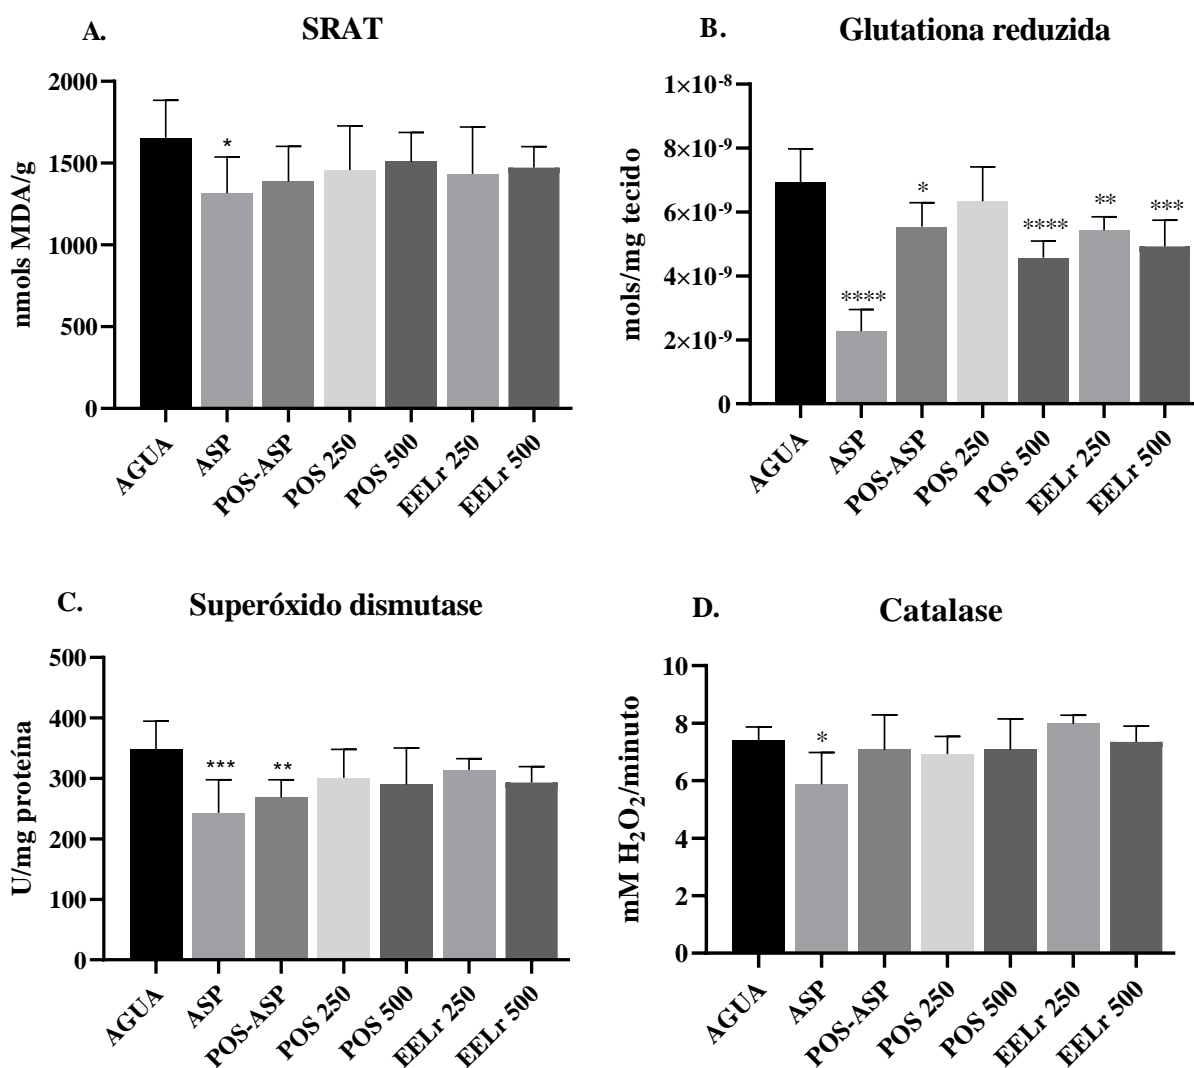 A.
SRAT
nmols MDA/g
2000
1500
1000
500
0
*
AGUA
ASP
POS-ASP
POS 250
POS 500
EELr 250
EELr 500
B.
Glutationa reduzida
mols/mg tecido
1×10⁻⁸
8×10⁻⁹
6×10⁻⁹
4×10⁻⁹
2×10⁻⁹
0
****
*
****
**
***
AGUA
ASP
POS-ASP
POS 250
POS 500
EELr 250
EELr 500
C.
Superóxido dismutase
U/mg proteína
500
400
300
200
100
0
***
**
AGUA
ASP
POS-ASP
POS 250
POS 500
EELr 250
EELr 500
D.
Catalase
mM H₂O₂/minuto
10
8
6
4
2
0
*
AGUA
ASP
POS-ASP
POS 250
POS 500
EELr 250
EELr 500